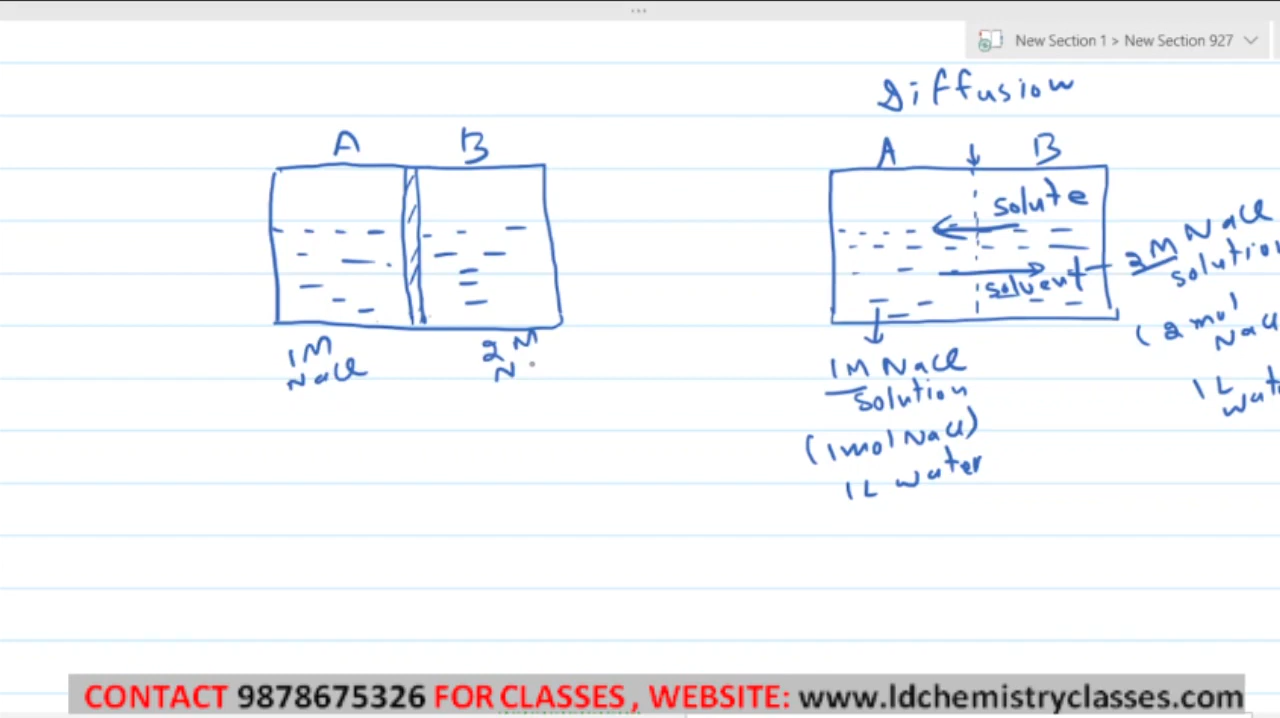 New Section 1 > New Section 927
Diffusion
A B
1M
NaCl
2M
N
A B
solute
solvent
2M NaCl
solution
(2 mol
NaCl
1L
wate
1M NaCl
solution
(1mol NaCl)
1L water
CONTACT 9878675326 FOR CLASSES , WEBSITE: www.ldchemistryclasses.com